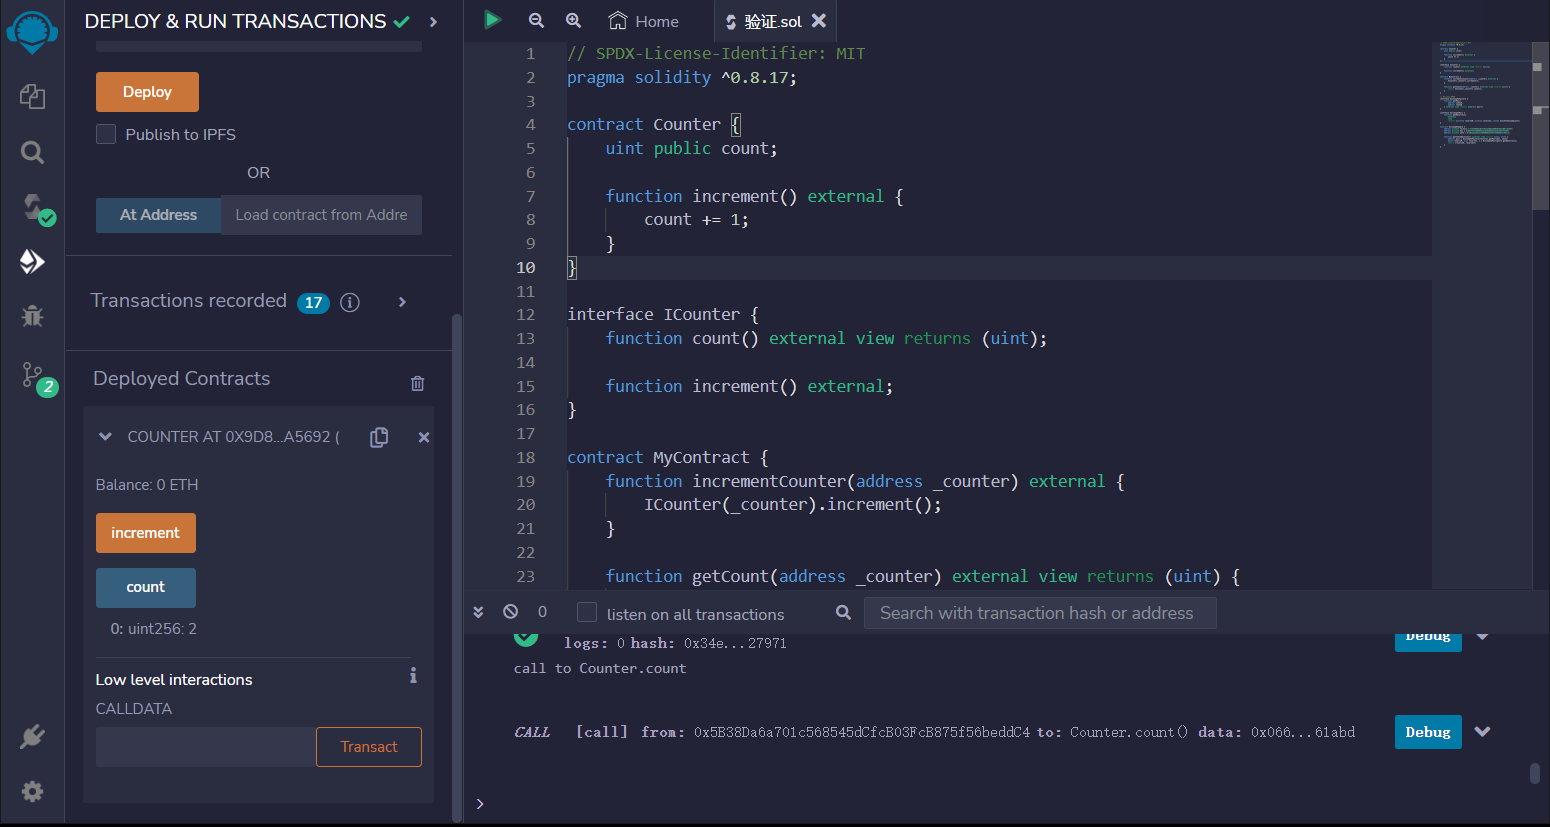 DEPLOY & RUN TRANSACTIONS
Deploy
Publish to IPFS
OR
At Address
Load contract from Addre
Transactions recorded 17
Deployed Contracts
2
COUNTER AT 0X9D8...A5692 (
Balance: 0 ETH
increment
count
0: uint256: 2
Low level interactions
CALLDATA
Transact
Home
验证.sol
1 // SPDX-License-Identifier: MIT
2 pragma solidity ^0.8.17;
3
4 contract Counter {
5 uint public count;
6
7 function increment() external {
8 count += 1;
9 }
10 }
11
12 interface ICounter {
13 function count() external view returns (uint);
14
15 function increment() external;
16 }
17
18 contract MyContract {
19 function incrementCounter(address _counter) external {
20 ICounter(_counter).increment();
21 }
22
23 function getCount(address _counter) external view returns (uint) {
0
listen on all transactions
Search with transaction hash or address
logs: 0 hash: 0x34e...27971
Debug
call to Counter.count
CALL [call] from: 0x5B38Da6a701c568545dCfcB03FcB875f56beddC4 to: Counter.count() data: 0x066...61abd
Debug
>